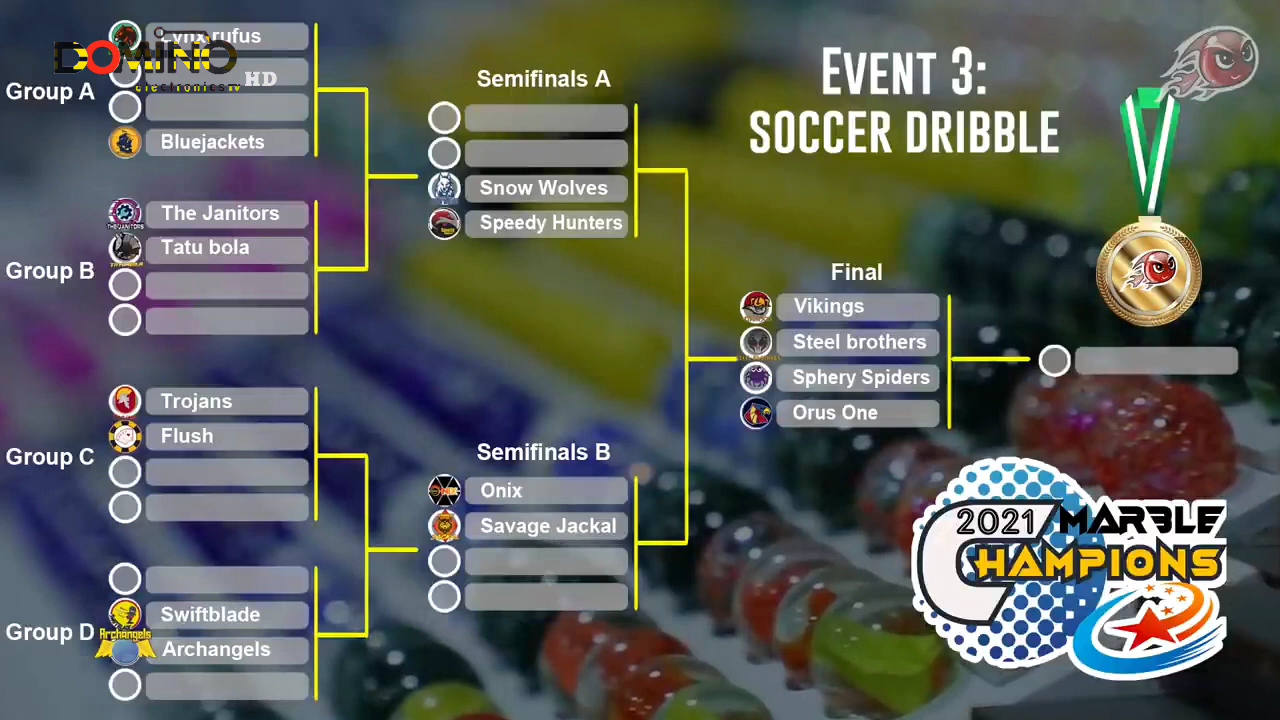 Lynx rufus
DOMINO
electronics tv
HD
Group A
Bluejackets
Group B
The Janitors
Tatu bola
Group C
Trojans
Flush
Group D
Swiftblade
Archangels
Archangels
Semifinals A
Snow Wolves
Speedy Hunters
Semifinals B
Onix
Savage Jackal
EVENT 3:
SOCCER DRIBBLE
Final
Vikings
Steel brothers
Sphery Spiders
Orus One
2021 MARBLE
CHAMPIONS